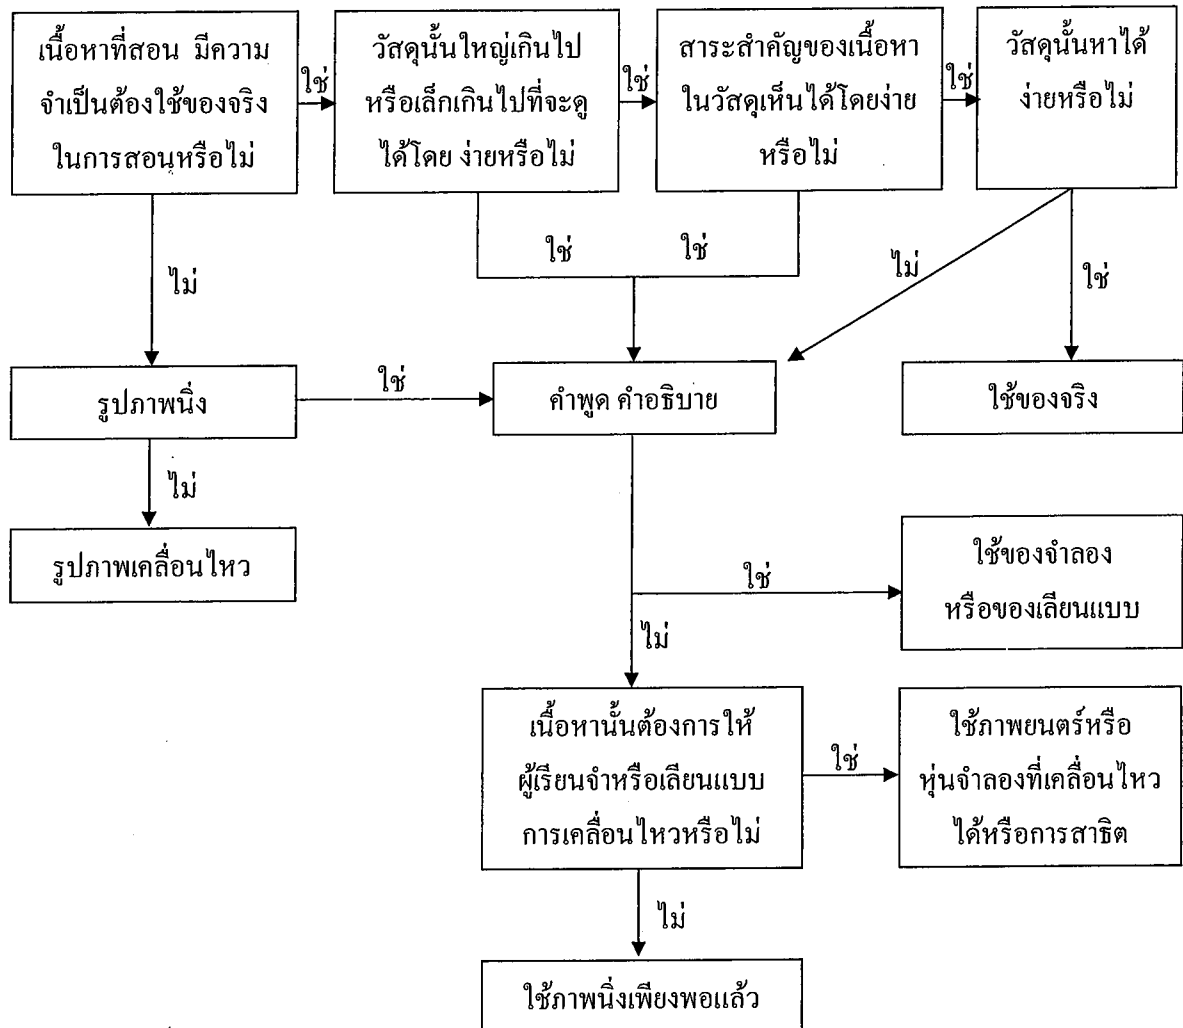 เนื้อหาที่สอน มีความ
จำเป็นต้องใช้ของจริง
ในการสอนหรือไม่
ใช่
วัสดุนั้นใหญ่เกินไป
หรือเล็กเกินไปที่จะดู
ได้โดย ง่ายหรือไม่
ใช่
สาระสำคัญของเนื้อหา
ในวัสดุเห็นได้โดยง่าย
หรือไม่
ใช่
วัสดุนั้นหาได้
ง่ายหรือไม่
ไม่
ใช่
ใช่
ไม่
ใช่
รูปภาพนิ่ง
ใช่
คำพูด คำอธิบาย
ใช้ของจริง
ไม่
รูปภาพเคลื่อนไหว
ใช่
ใช้ของจำลอง
หรือของเลียนแบบ
ไม่
เนื้อหานั้นต้องการให้
ผู้เรียนจำหรือเลียนแบบ
การเคลื่อนไหวหรือไม่
ใช่
ใช้ภาพยนตร์หรือ
หุ่นจำลองที่เคลื่อนไหว
ได้หรือการสาธิต
ไม่
ใช้ภาพนิ่งเพียงพอแล้ว